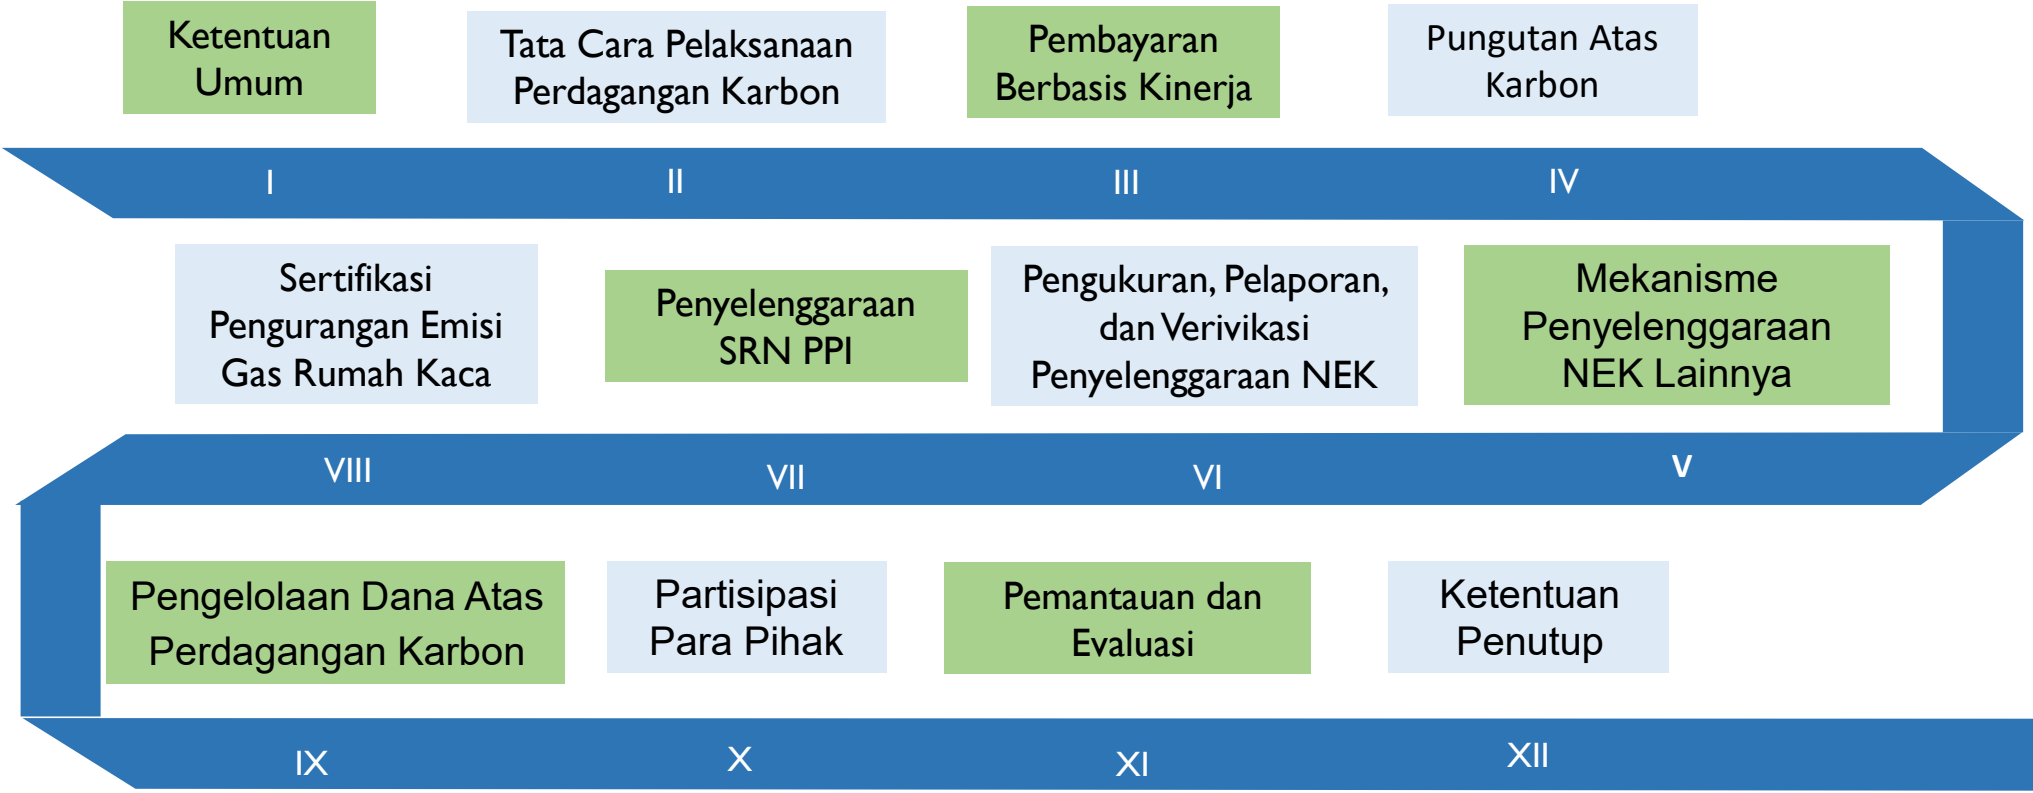 Ketentuan
Umum
Tata Cara Pelaksanaan
Perdagangan Karbon
Pembayaran
Berbasis Kinerja
Pungutan Atas
Karbon
I
II
III
IV
Sertifikasi
Pengurangan Emisi
Gas Rumah Kaca
Penyelenggaraan
SRN PPI
Pengukuran, Pelaporan,
dan Verivikasi
Penyelenggaraan NEK
Mekanisme
Penyelenggaraan
NEK Lainnya
VIII
VII
VI
V
Pengelolaan Dana Atas
Perdagangan Karbon
Partisipasi
Para Pihak
Pemantauan dan
Evaluasi
Ketentuan
Penutup
IX
X
XI
XII